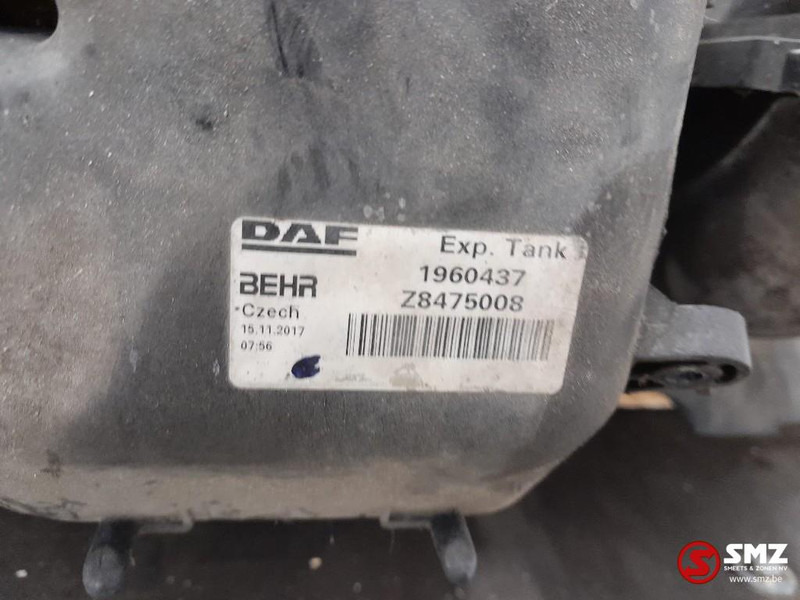 DAF
Exp. Tank
1960437
BEHR
Z8475008
Czech
15.11.2017
07:56
SMZ
SMEETS & ZONEN NV
www.smz.be